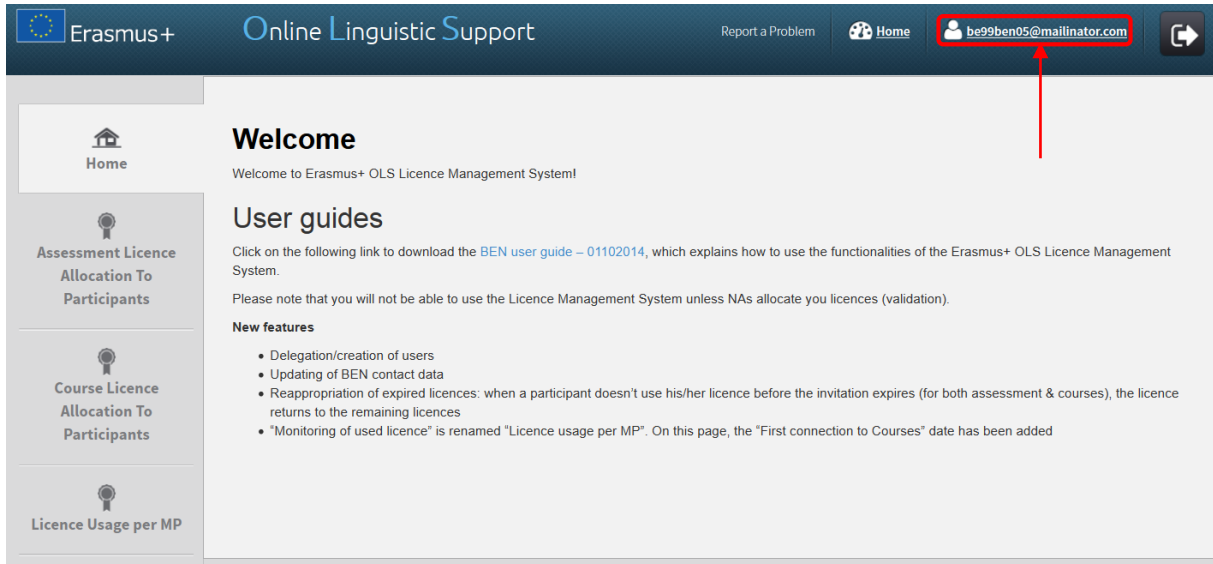 Erasmus+
Online Linguistic Support
Report a Problem
Home
be99ben05@mailinator.com
Home
Assessment Licence
Allocation To
Participants
Course Licence
Allocation To
Participants
Licence Usage per MP
Welcome
Welcome to Erasmus+ OLS Licence Management System!
User guides
Click on the following link to download the BEN user guide – 01102014, which explains how to use the functionalities of the Erasmus+ OLS Licence Management
System.
Please note that you will not be able to use the Licence Management System unless NAs allocate you licences (validation).
New features
• Delegation/creation of users
• Updating of BEN contact data
• Reappropriation of expired licences: when a participant doesn't use his/her licence before the invitation expires (for both assessment & courses), the licence
returns to the remaining licences
• "Monitoring of used licence" is renamed "Licence usage per MP". On this page, the "First connection to Courses" date has been added